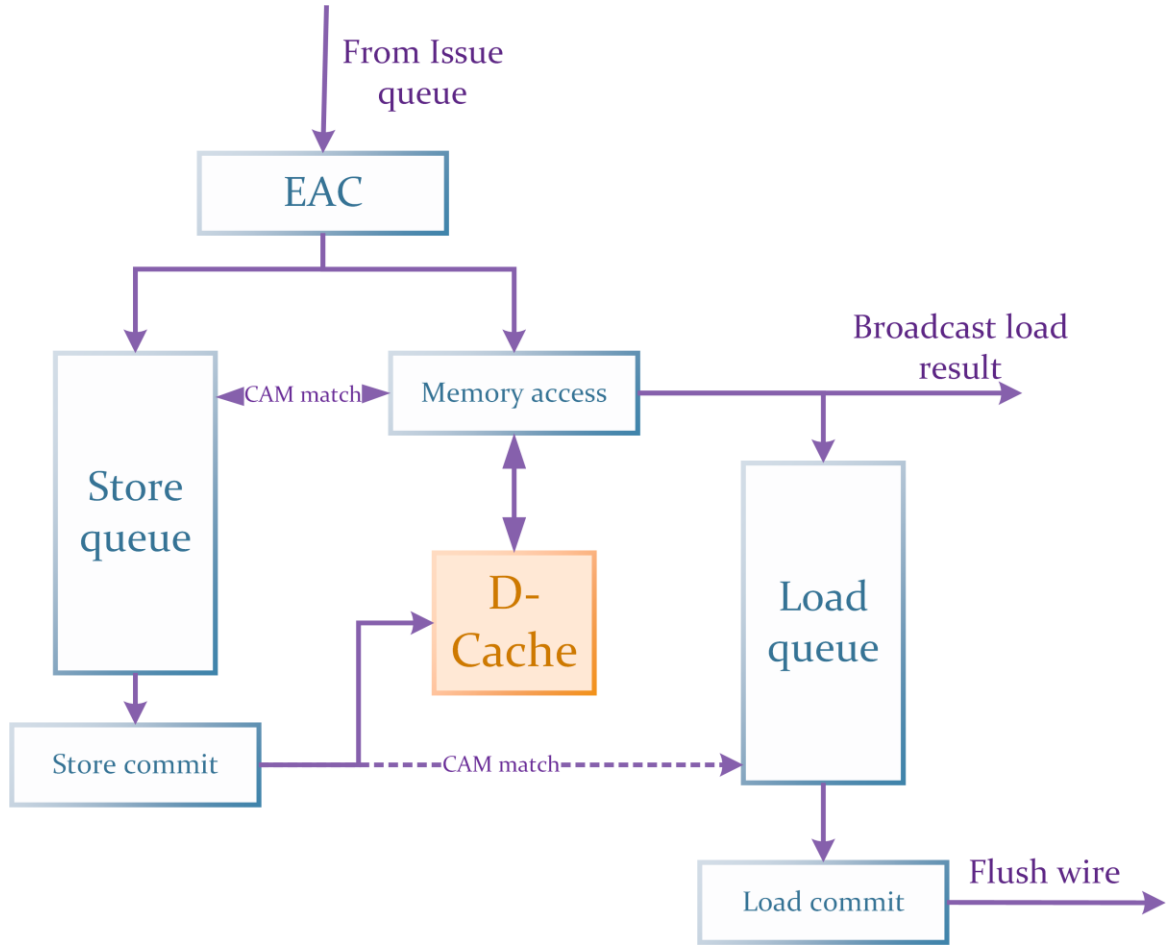 From Issue
queue
EAC
Broadcast load
result
CAM match
Memory access
Store
queue
D-
Cache
Load
queue
Store commit
CAM match
Load commit
Flush wire